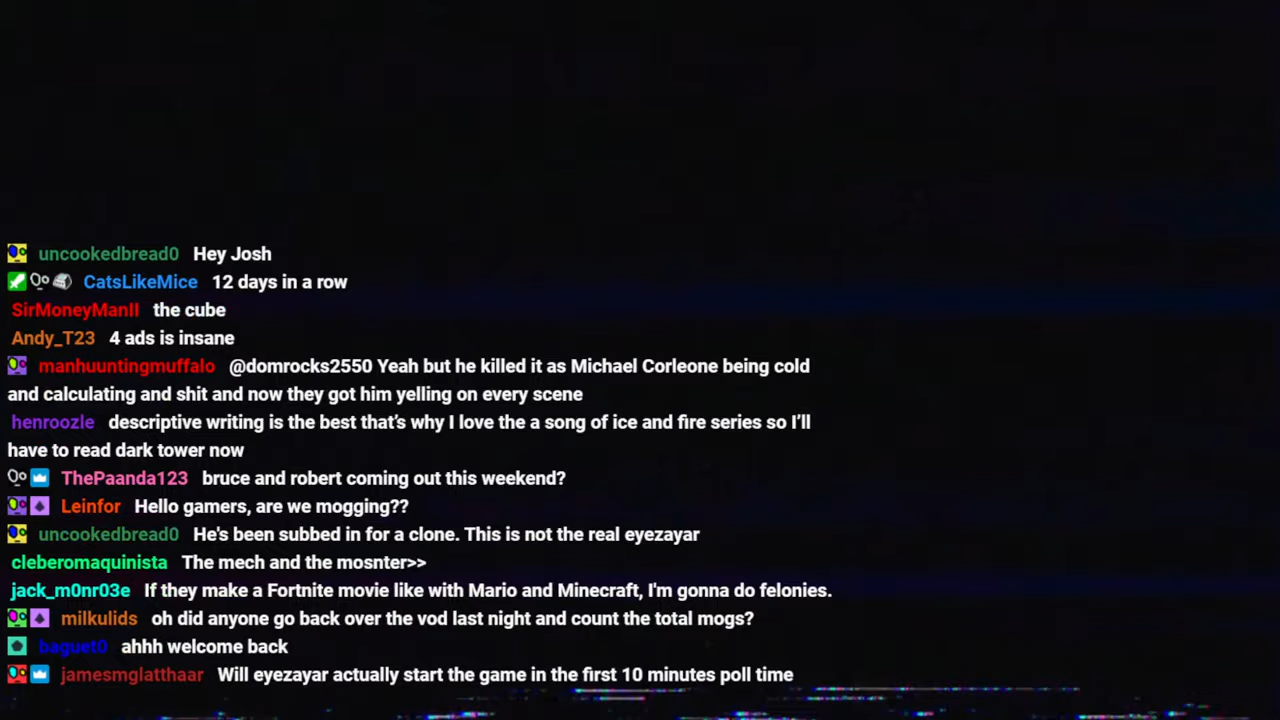 uncookedbread0 Hey Josh
CatsLikeMice 12 days in a row
SirMoneyManII the cube
Andy_T23 4 ads is insane
manhuuntingmuffalo @domrocks2550 Yeah but he killed it as Michael Corleone being cold
and calculating and shit and now they got him yelling on every scene
henroozle descriptive writing is the best that's why I love the a song of ice and fire series so I'll
have to read dark tower now
ThePaanda123 bruce and robert coming out this weekend?
Leinfor Hello gamers, are we mogging??
uncookedbread0 He's been subbed in for a clone. This is not the real eyezayar
cleberomaquinista The mech and the mosnter>>
jack_m0nr03e If they make a Fortnite movie like with Mario and Minecraft, I'm gonna do felonies.
milkulids oh did anyone go back over the vod last night and count the total mogs?
baguet0 ahhh welcome back
jamesmglatthaar Will eyezayar actually start the game in the first 10 minutes poll time